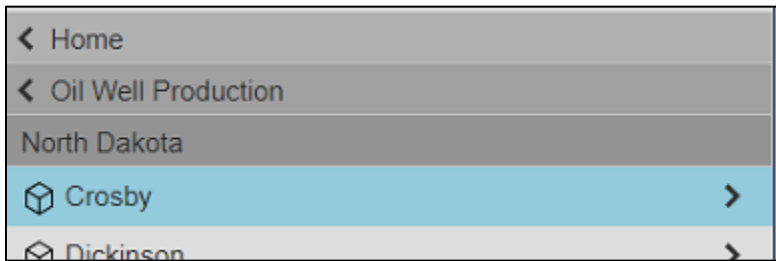 Home
Oil Well Production
North Dakota
Crosby
Dickinson